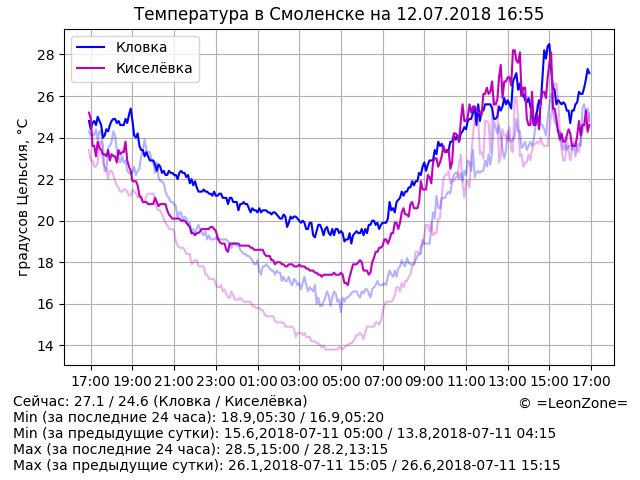 Температура в Смоленске на 12.07.2018 16:55
градусов Цельсия, °C
Кловка
Киселёвка
28
26
24
22
20
18
16
14
17:00 19:00 21:00 23:00 01:00 03:00 05:00 07:00 09:00 11:00 13:00 15:00 17:00
Сейчас: 27.1 / 24.6 (Кловка / Киселёвка)
© =LeonZone=
Min (за последние 24 часа): 18.9,05:30 / 16.9,05:20
Min (за предыдущие сутки): 15.6,2018-07-11 05:00 / 13.8,2018-07-11 04:15
Max (за последние 24 часа): 28.5,15:00 / 28.2,13:15
Max (за предыдущие сутки): 26.1,2018-07-11 15:05 / 26.6,2018-07-11 15:15